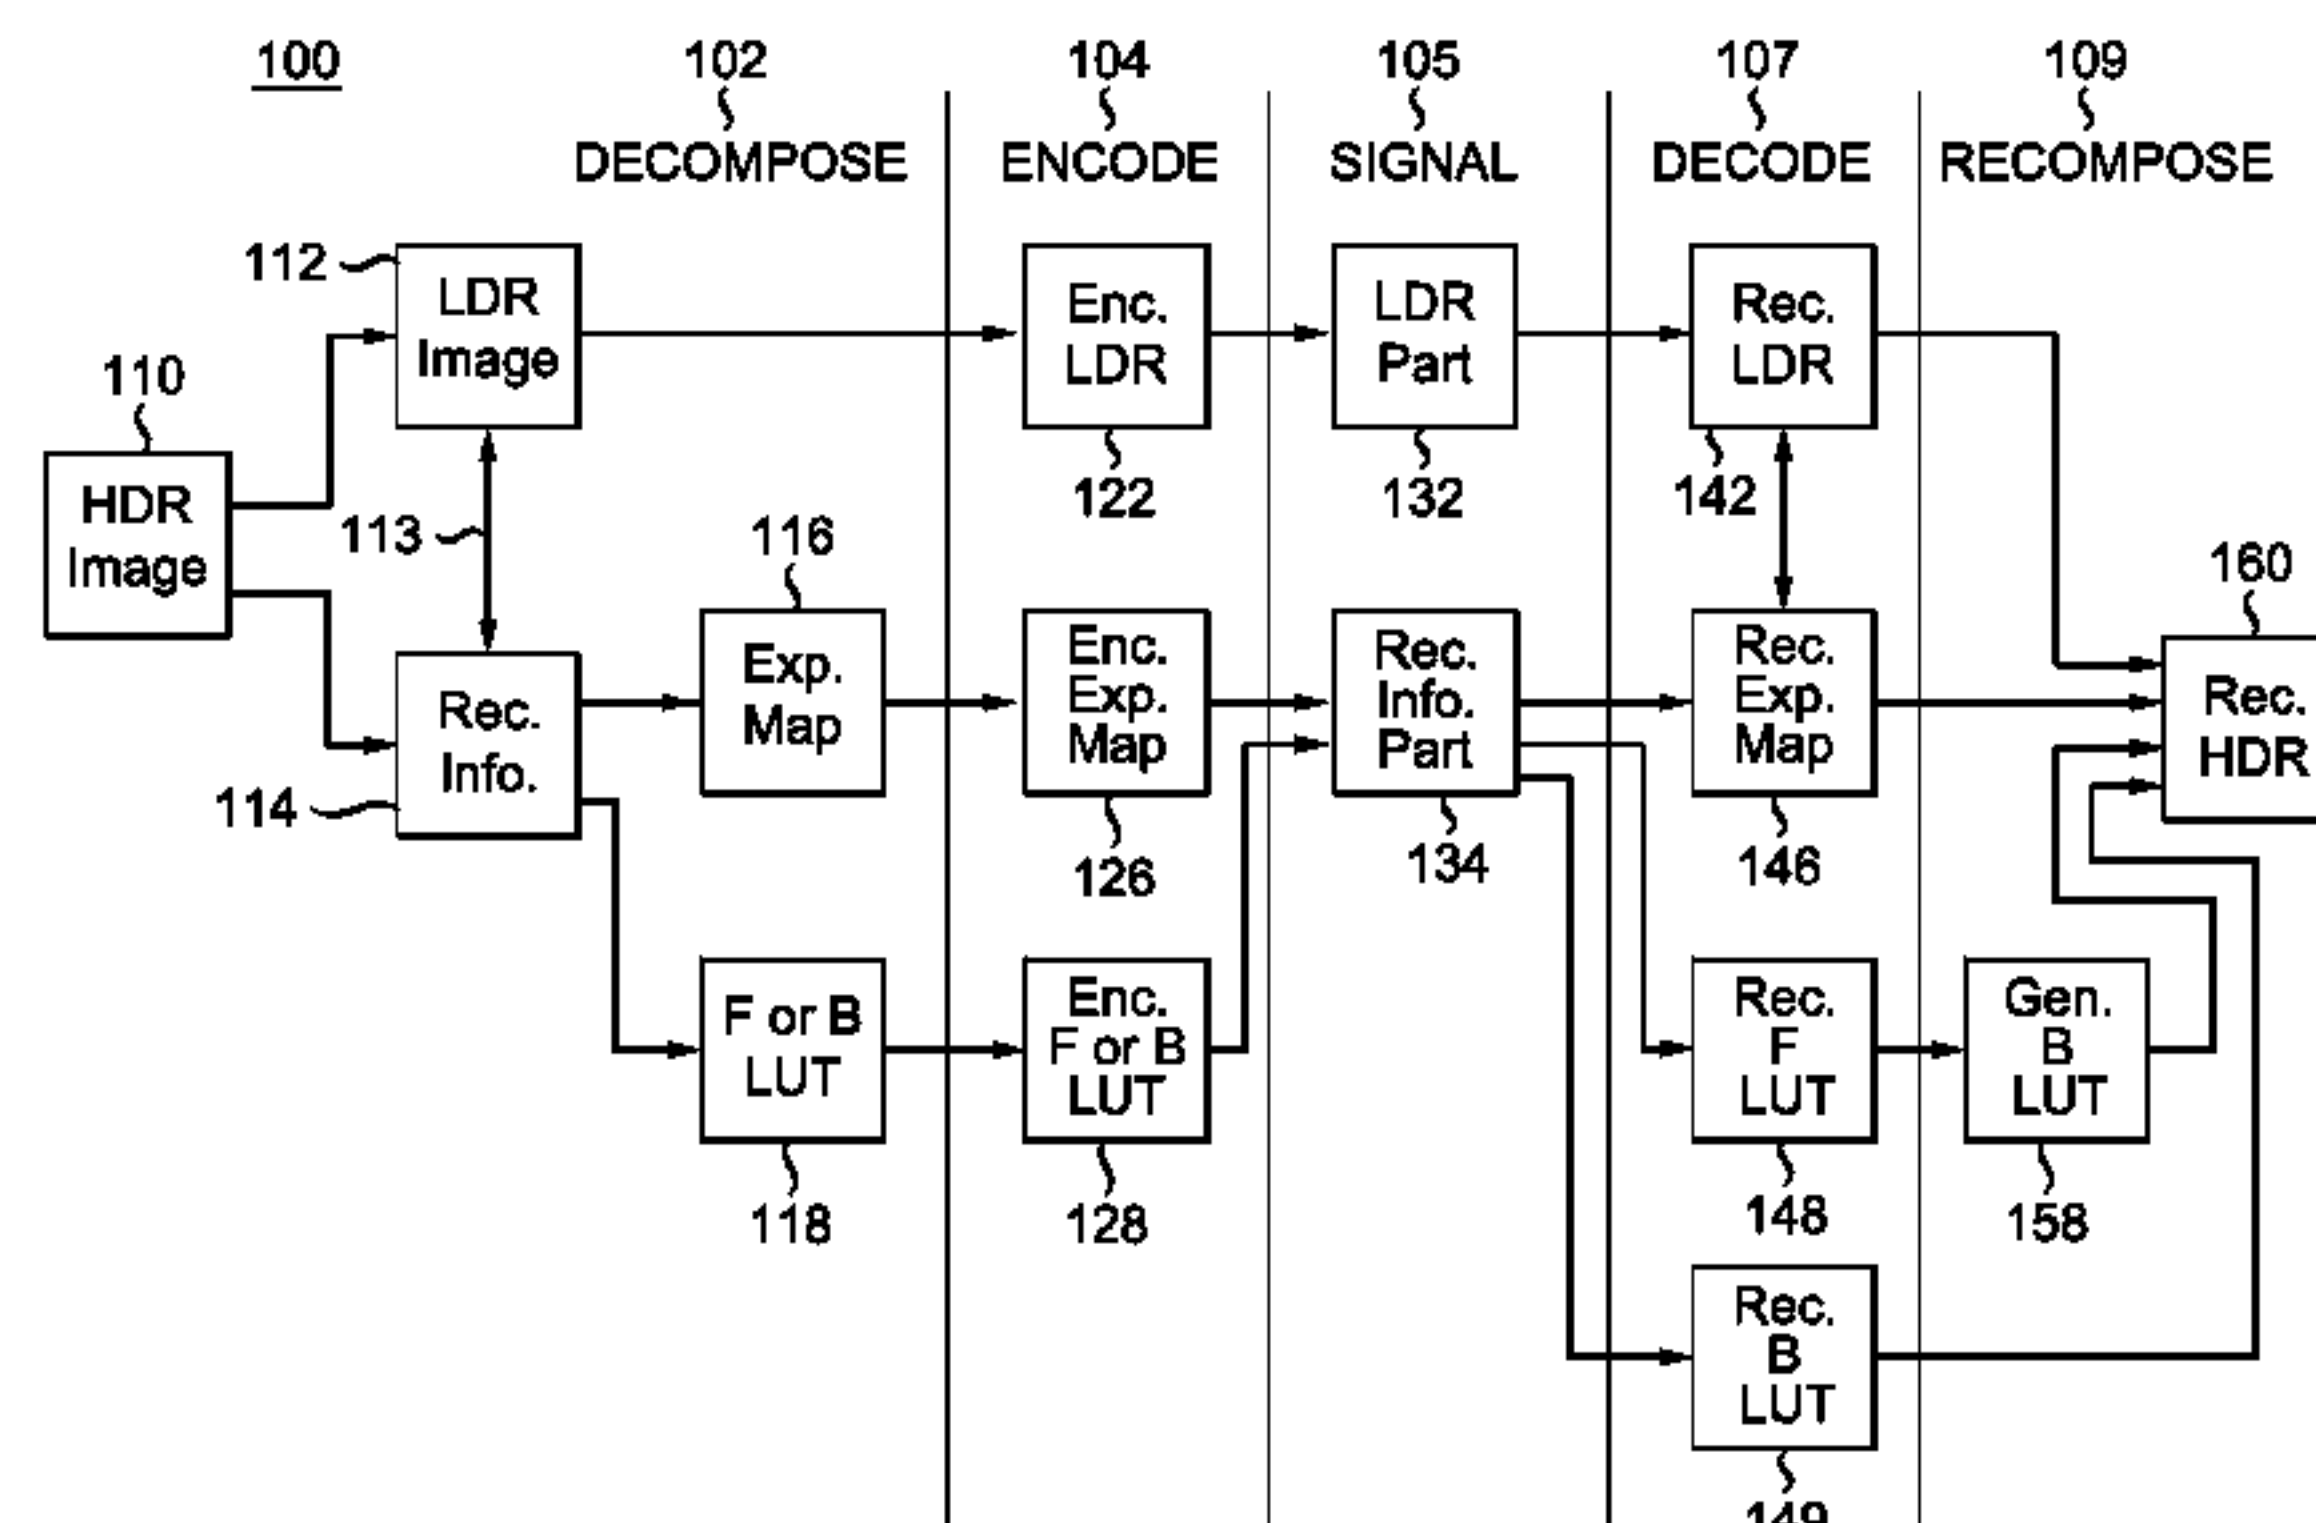 100
102
104
105
107
109
DECOMPOSE
ENCODE
SIGNAL
DECODE
RECOMPOSE
112
LDR
Image
Enc.
LDR
LDR
Part
Rec.
LDR
110
HDR
Image
113
116
122
132
142
160
Exp.
Map
Enc.
Exp.
Map
Rec.
Info.
Part
Rec.
Exp.
Map
Rec.
HDR
Rec.
Info.
114
126
134
146
F or B
LUT
Enc.
F or B
LUT
Rec.
F
LUT
Gen.
B
LUT
118
128
148
158
Rec.
B
LUT
149